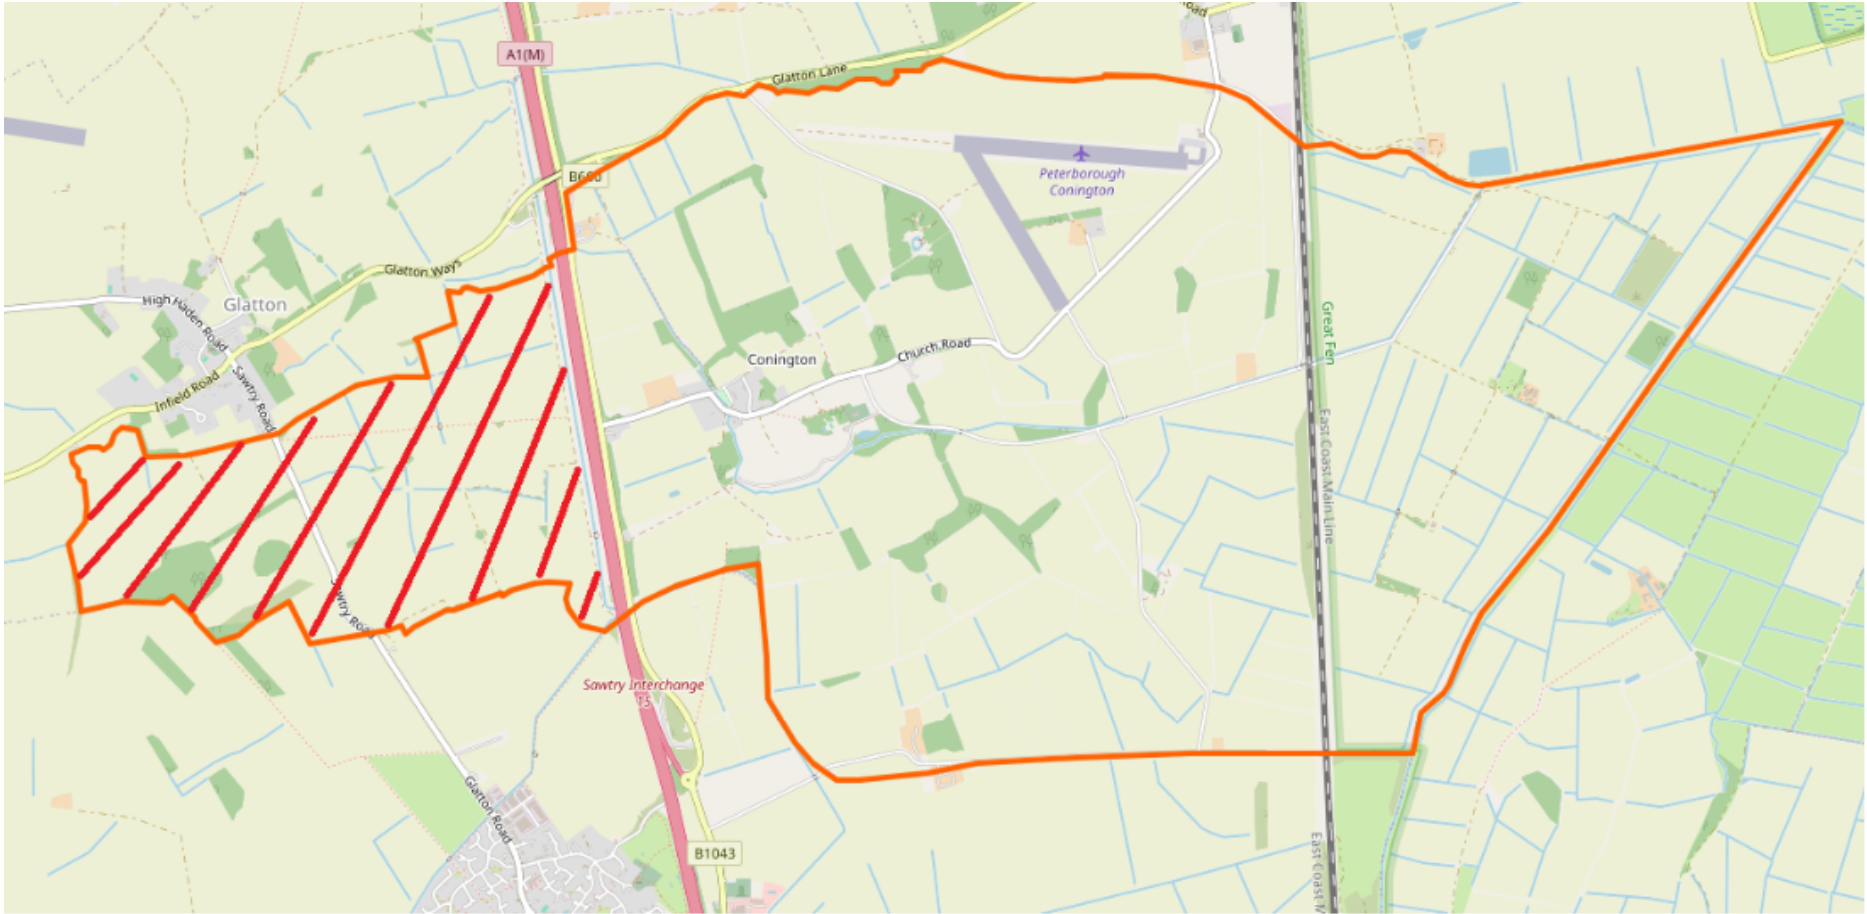 Road
A1(M)
Glatton Lane
B660
Peterborough
Conington
Glatton Ways
High Haden Road
Glatton
Great Fen
Conington
Church Road
Sawtry Road
Infield Road
East Coast Main Line
Sawtry Road
Sawtry Interchange
15
Glatton Road
B1043
East Coast M